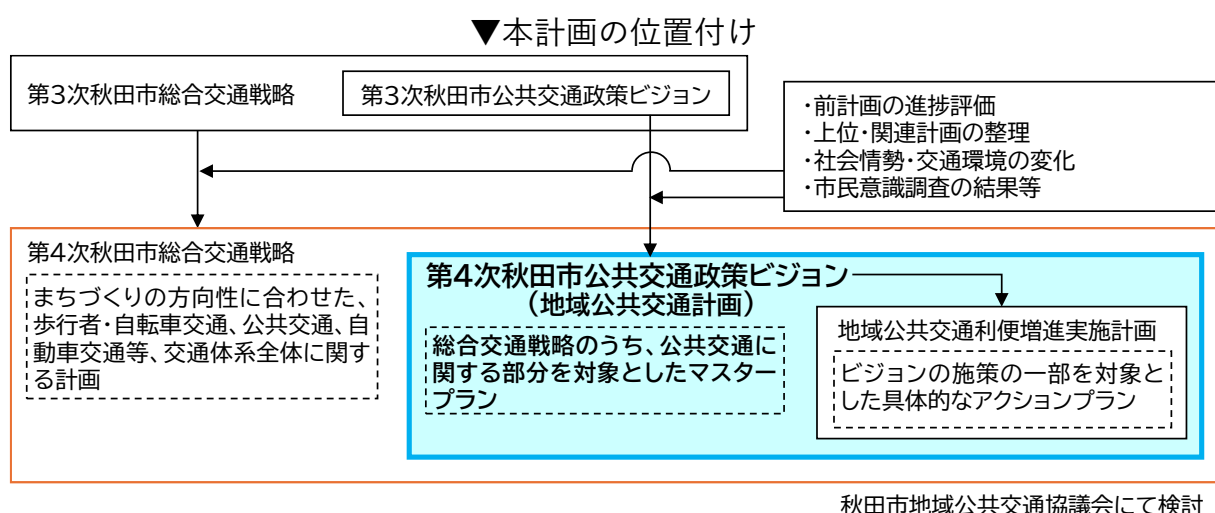 ▼本計画の位置付け
第3次秋田市総合交通戦略
第3次秋田市公共交通政策ビジョン
・前計画の進捗評価
・上位・関連計画の整理
・社会情勢・交通環境の変化
・市民意識調査の結果等
第4次秋田市総合交通戦略
まちづくりの方向性に合わせた、
歩行者・自転車交通、公共交通、自
動車交通等、交通体系全体に関す
る計画
第4次秋田市公共交通政策ビジョン
（地域公共交通計画）
総合交通戦略のうち、公共交通に
関する部分を対象としたマスター
プラン
地域公共交通利便増進実施計画
ビジョンの施策の一部を対象と
した具体的なアクションプラン
秋田市地域公共交通協議会にて検討